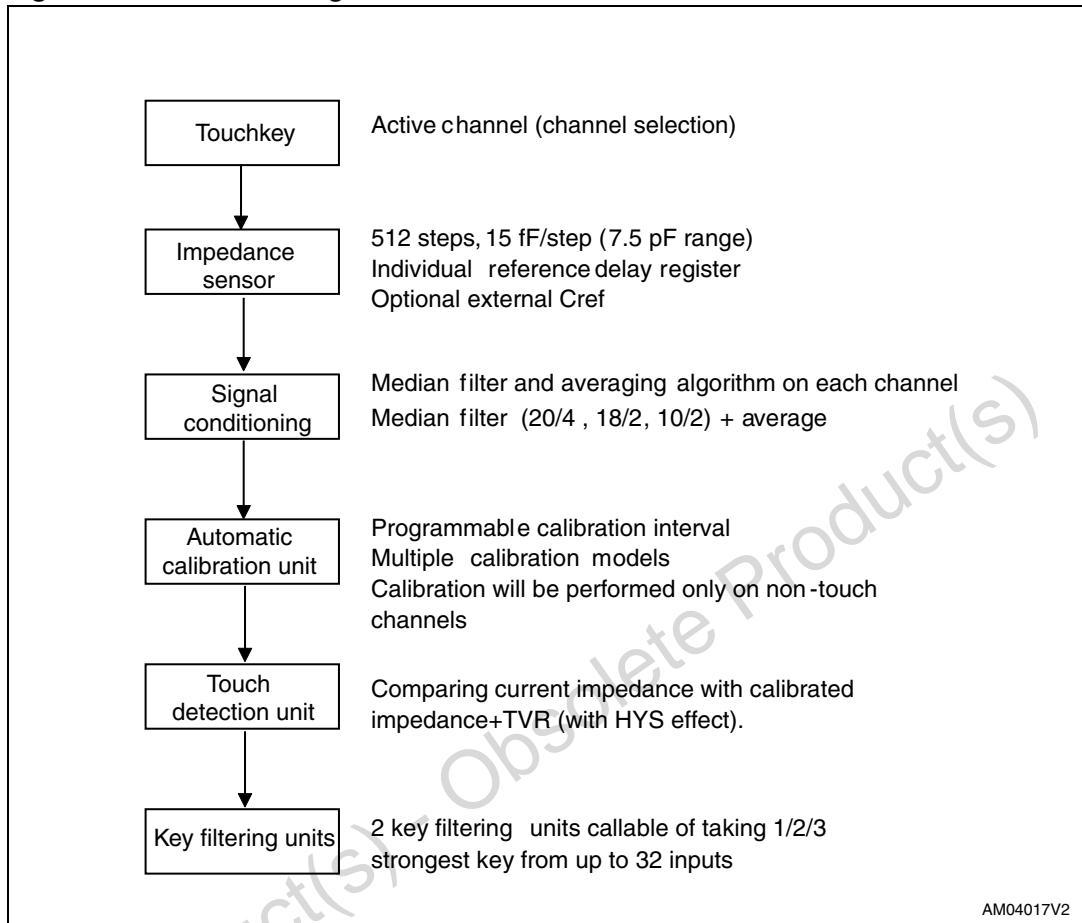 Touchkey
Active channel (channel selection)
Impedance
sensor
512 steps, 15 fF/step (7.5 pF range)
Individual reference delay register
Optional external Cref
Signal
conditioning
Median filter and averaging algorithm on each channel
Median filter (20/4 , 18/2, 10/2) + average
Automatic
calibration unit
Programmable calibration interval
Multiple calibration models
Calibration will be performed only on non-touch
channels
Touch
detection unit
Comparing current impedance with calibrated
impedance+TVR (with HYS effect).
Key filtering units
2 key filtering units callable of taking 1/2/3
strongest key from up to 32 inputs
AM04017V2
ct(s) - Obsolete Product(s)